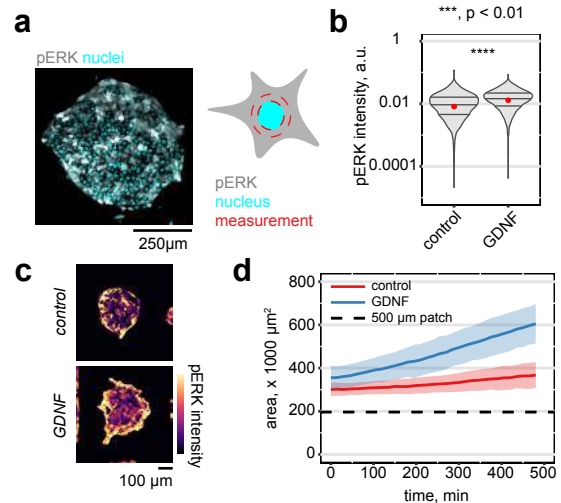 a
pERK nuclei
250µm
pERK
nucleus
measurement
b
***, p < 0.01
****
pERK intensity, a.u.
1
0.01
0.0001
control
GDNF
c
control
GDNF
pERK intensity
100 µm
d
control
GDNF
500 µm patch
area, x 1000 µm²
800
600
400
200
0
0 100 200 300 400 500
time, min